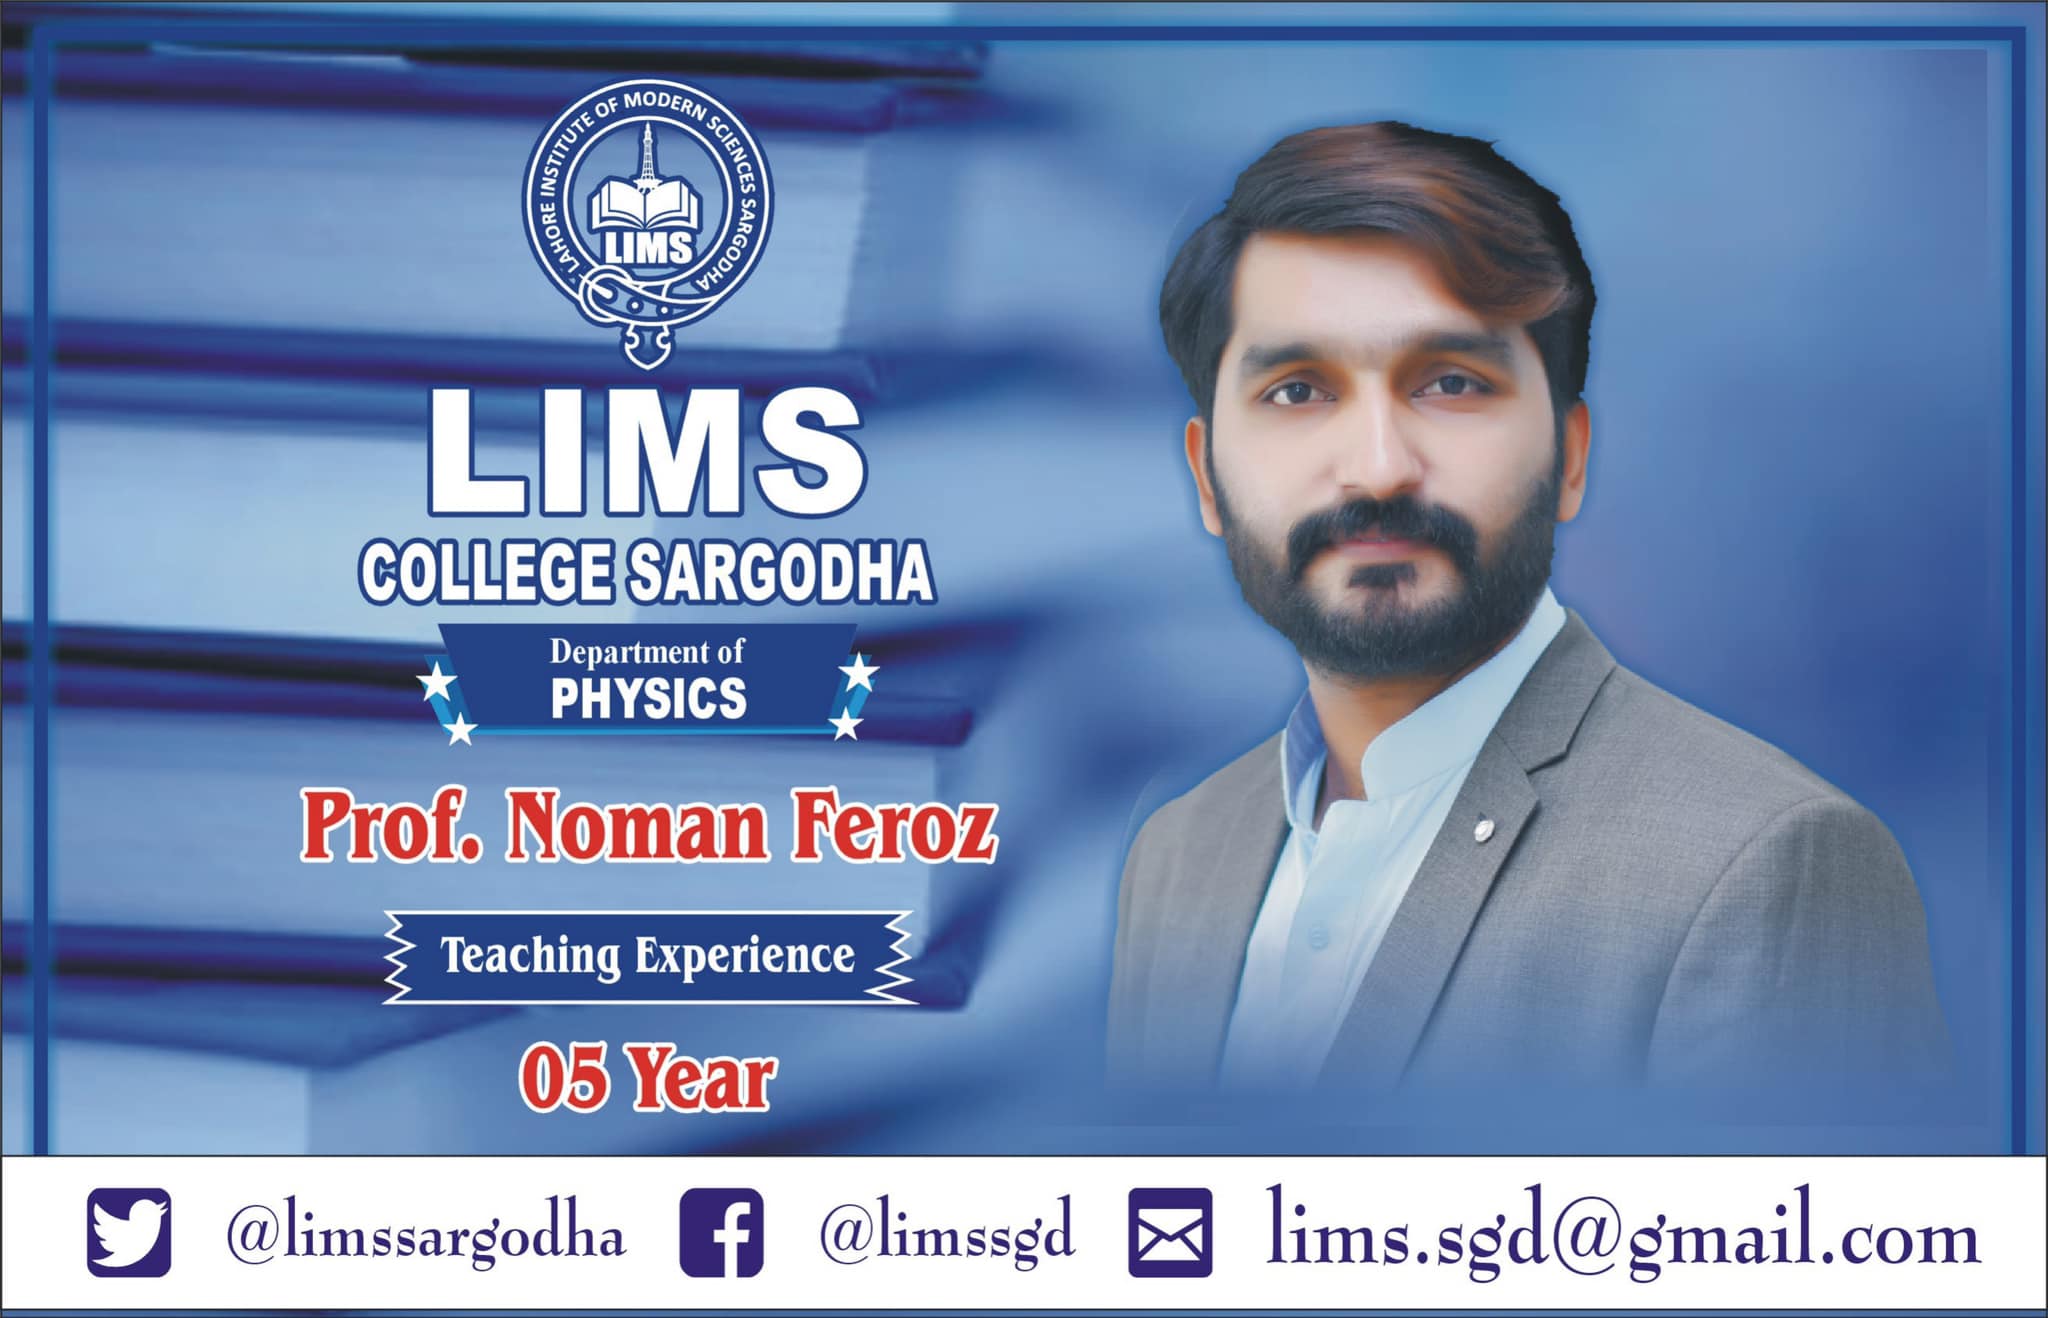 LAHORE INSTITUTE OF MODERN SCIENCES SARGODHA
LIMS
LIMS
COLLEGE SARGODHA
Department of
PHYSICS
Prof. Noman Feroz
Teaching Experience
05 Year
@limssargodha
@limssgd
lims.sgd@gmail.com